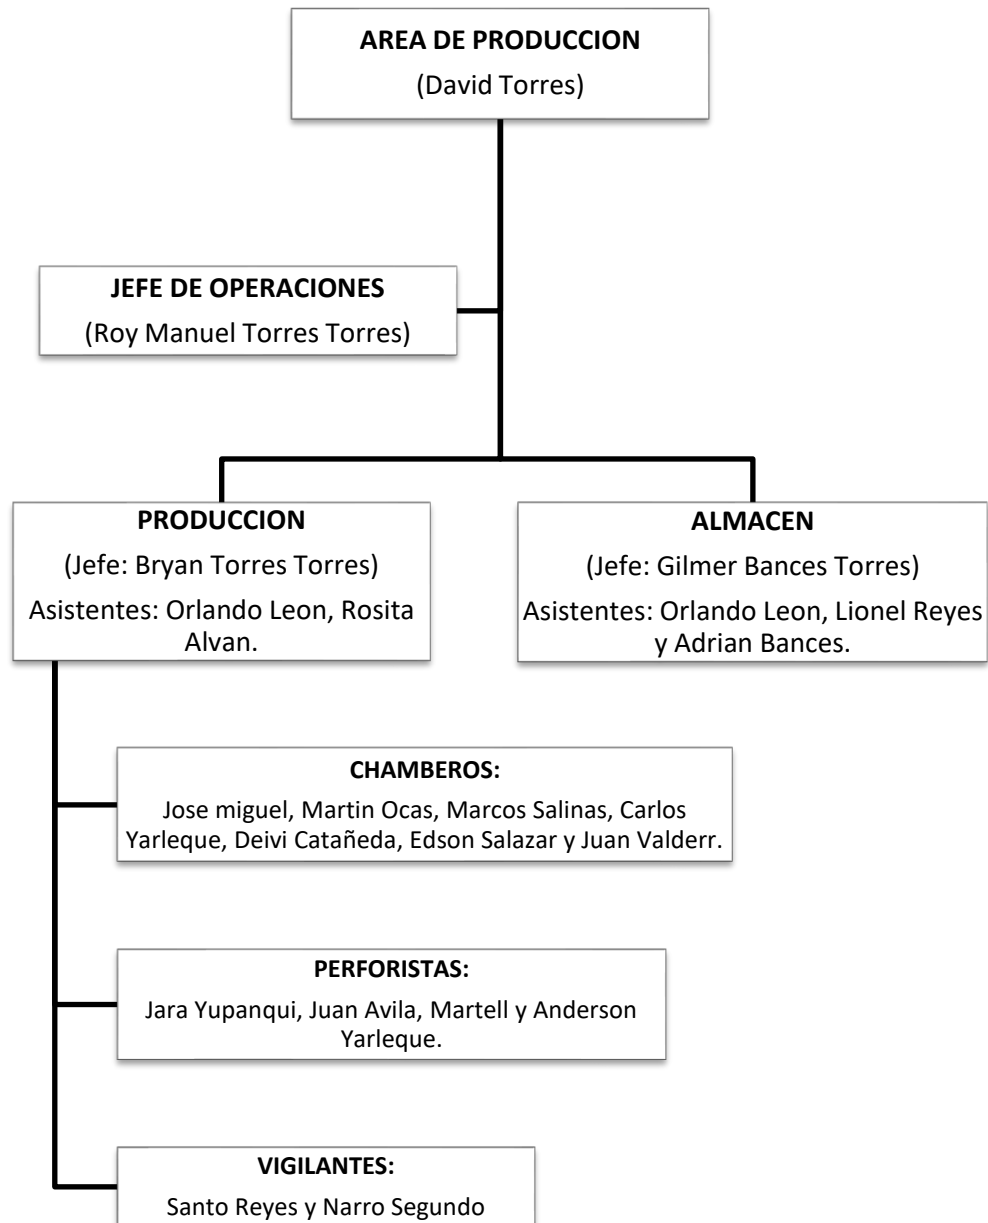 AREA DE PRODUCCION
(David Torres)
JEFE DE OPERACIONES
(Roy Manuel Torres Torres)
PRODUCCION
(Jefe: Bryan Torres Torres)
Asistentes: Orlando Leon, Rosita
Alvan.
ALMACEN
(Jefe: Gilmer Bances Torres)
Asistentes: Orlando Leon, Lionel Reyes
y Adrian Bances.
CHAMBEROS:
Jose miguel, Martin Ocas, Marcos Salinas, Carlos
Yarleque, Deivi Catañeda, Edson Salazar y Juan Valderr.
PERFORISTAS:
Jara Yupanqui, Juan Avila, Martell y Anderson
Yarleque.
VIGILANTES:
Santo Reyes y Narro Segundo